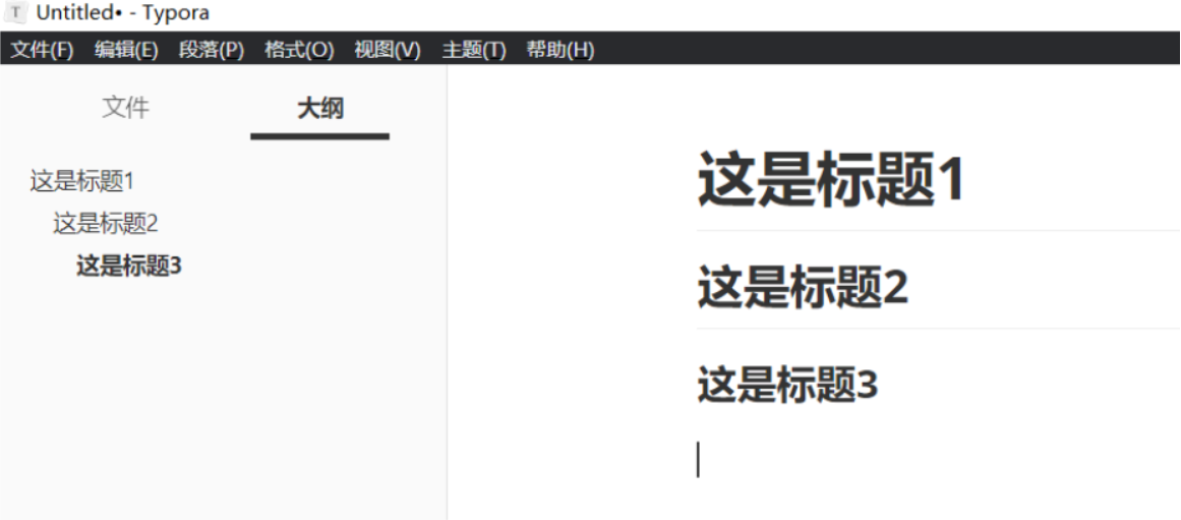 T Untitled• - Typora
文件(F) 编辑(E) 段落(P) 格式(O) 视图(V) 主题(T) 帮助(H)
文件 大纲
这是标题1
这是标题2
这是标题3
这是标题1
这是标题2
这是标题3